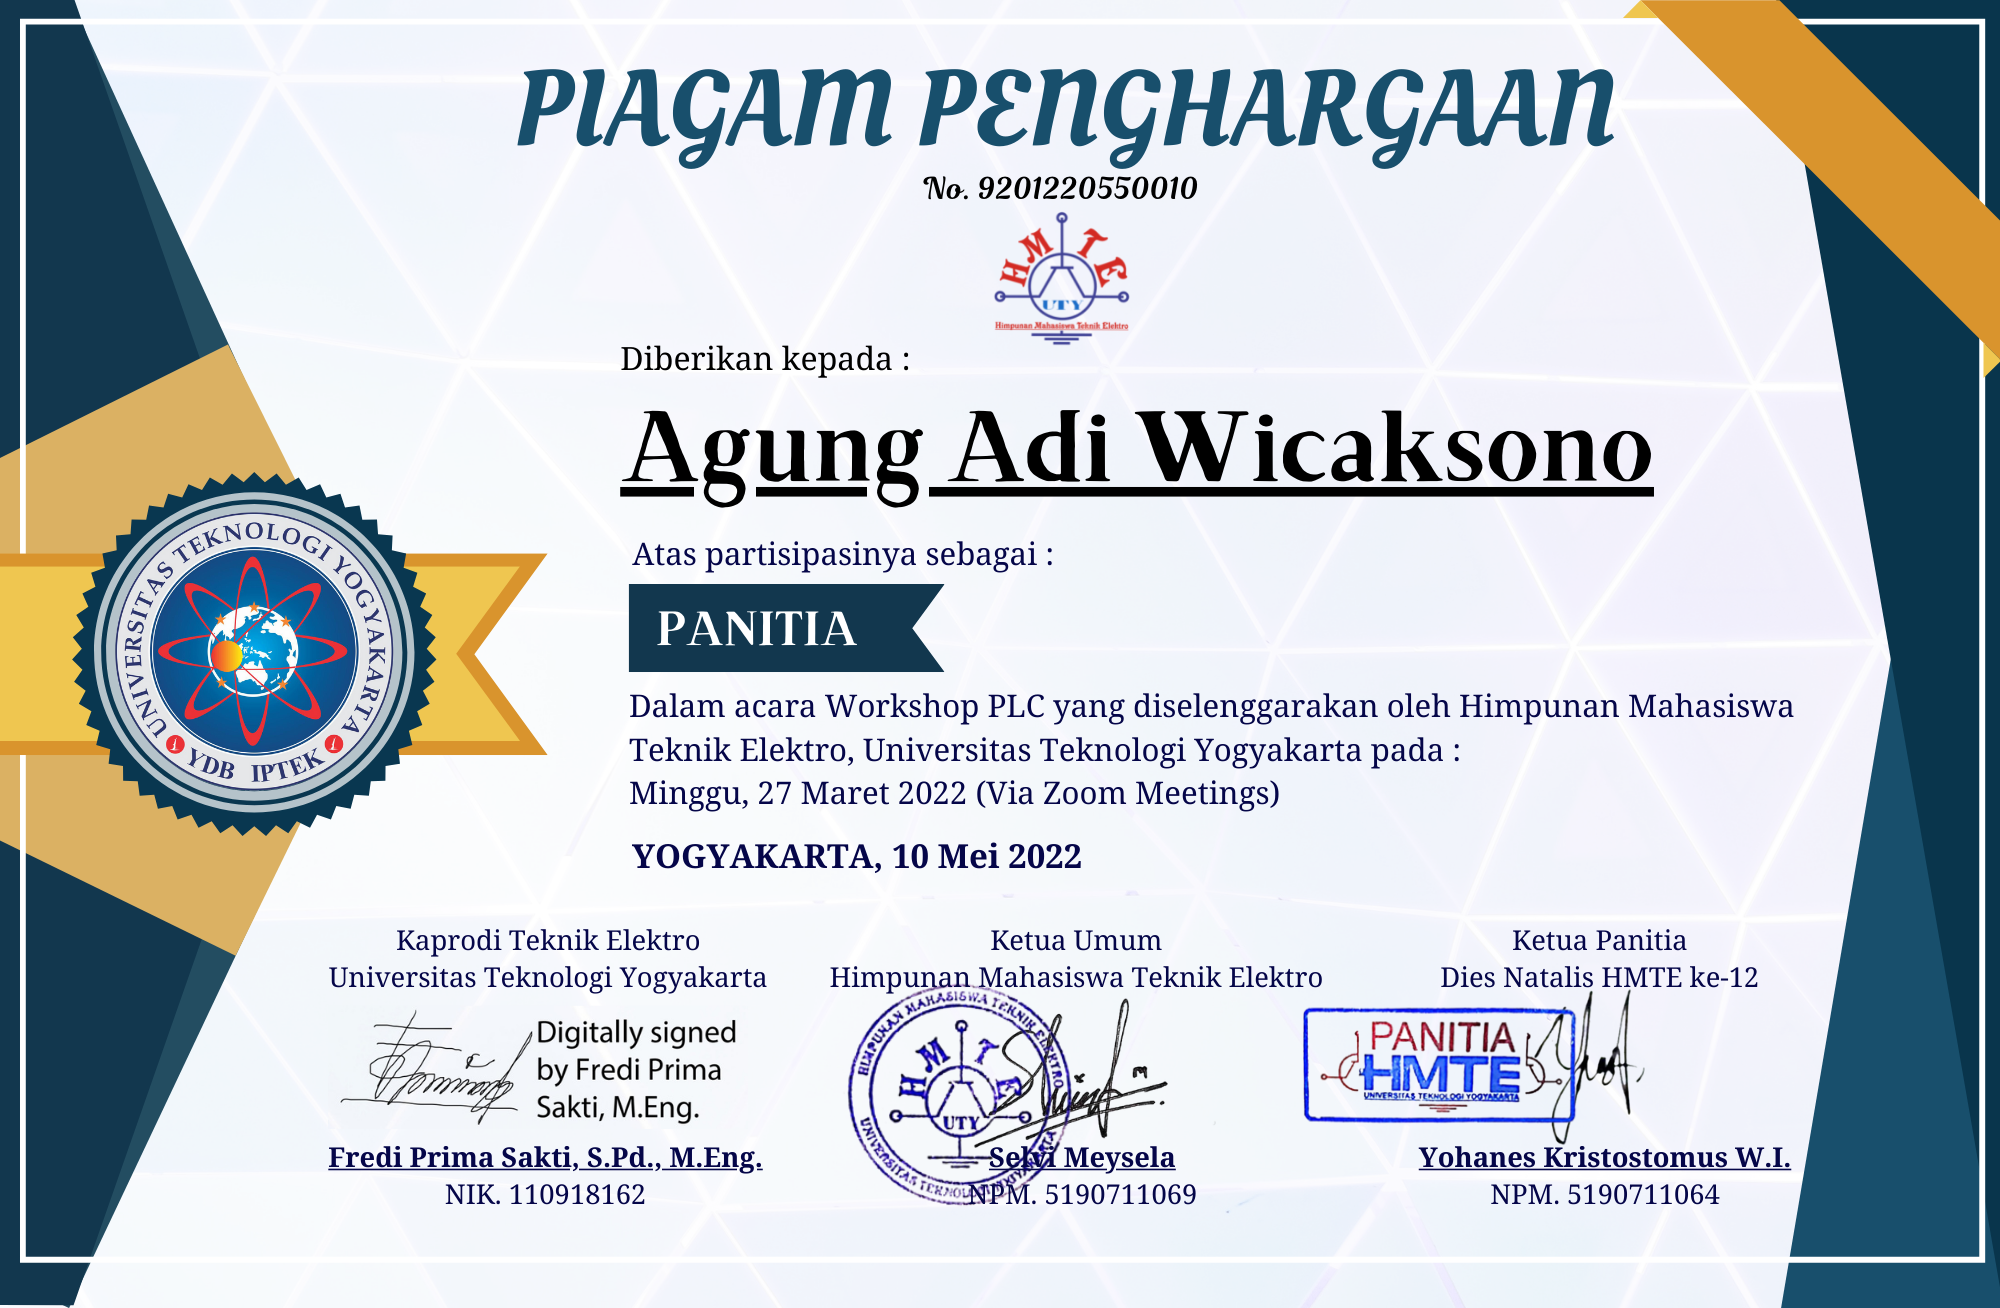 PIAGAM PENGHARGAAN
No. 9201220550010
HMTE
UTY
Himpunan Mahasiswa Teknik Elektro
Diberikan kepada :
Agung Adi Wicaksono
Atas partisipasinya sebagai :
PANITIA
UNIVERSITAS TEKNOLOGI YOGYAKARTA
YDB IPTEK
Dalam acara Workshop PLC yang diselenggarakan oleh Himpunan Mahasiswa
Teknik Elektro, Universitas Teknologi Yogyakarta pada :
Minggu, 27 Maret 2022 (Via Zoom Meetings)
YOGYAKARTA, 10 Mei 2022
Kaprodi Teknik Elektro
Universitas Teknologi Yogyakarta
Digitally signed
by Fredi Prima
Sakti, M.Eng.
Fredi Prima Sakti, S.Pd., M.Eng.
NIK. 110918162
Ketua Umum
Himpunan Mahasiswa Teknik Elektro
HIMPUNAN MAHASISWA TEKNIK ELEKTRO
HMTE
UTY
UNIVERSITAS TEKNOLOGI YOGYAKARTA
Selvi Meysela
NPM. 5190711069
Ketua Panitia
Dies Natalis HMTE ke-12
PANITIA
HMTE
UNIVERSITAS TEKNOLOGI YOGYAKARTA
Yohanes Kristostomus W.I.
NPM. 5190711064